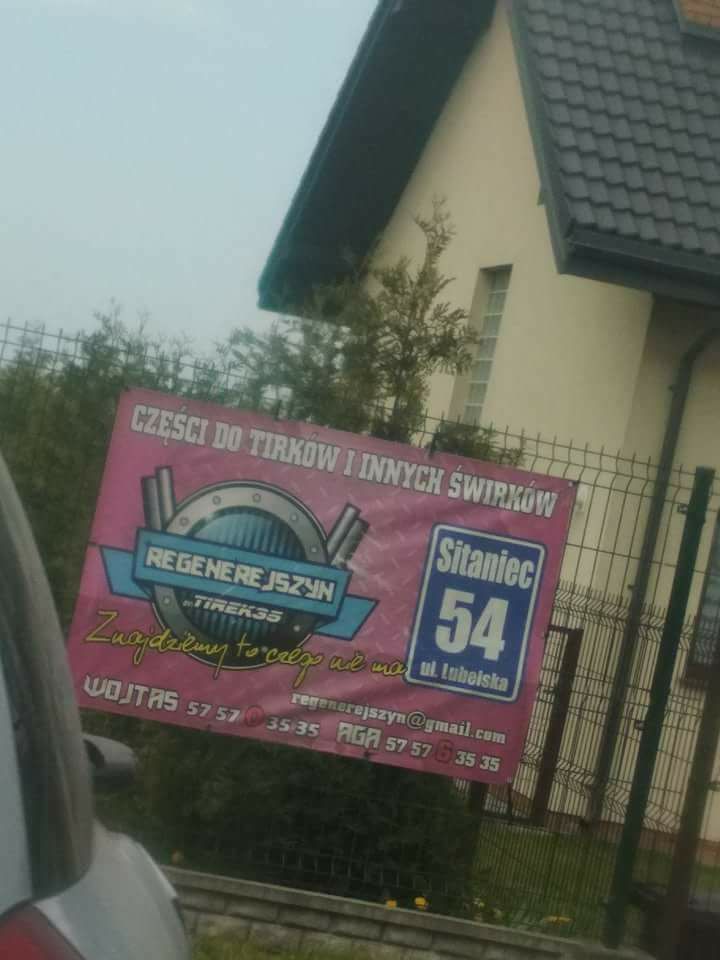 CZĘŚCI DO TIRKÓW I INNYCH ŚWIRKÓW
REGENEREJSZYN
TIREK35
Znajdziemy to czego nie ma
Sitaniec
54
ul. Lubelska
regenerejszyn@gmail.com
WOJTAS 57 57 0 35 35 AGA 57 57 6 35 35